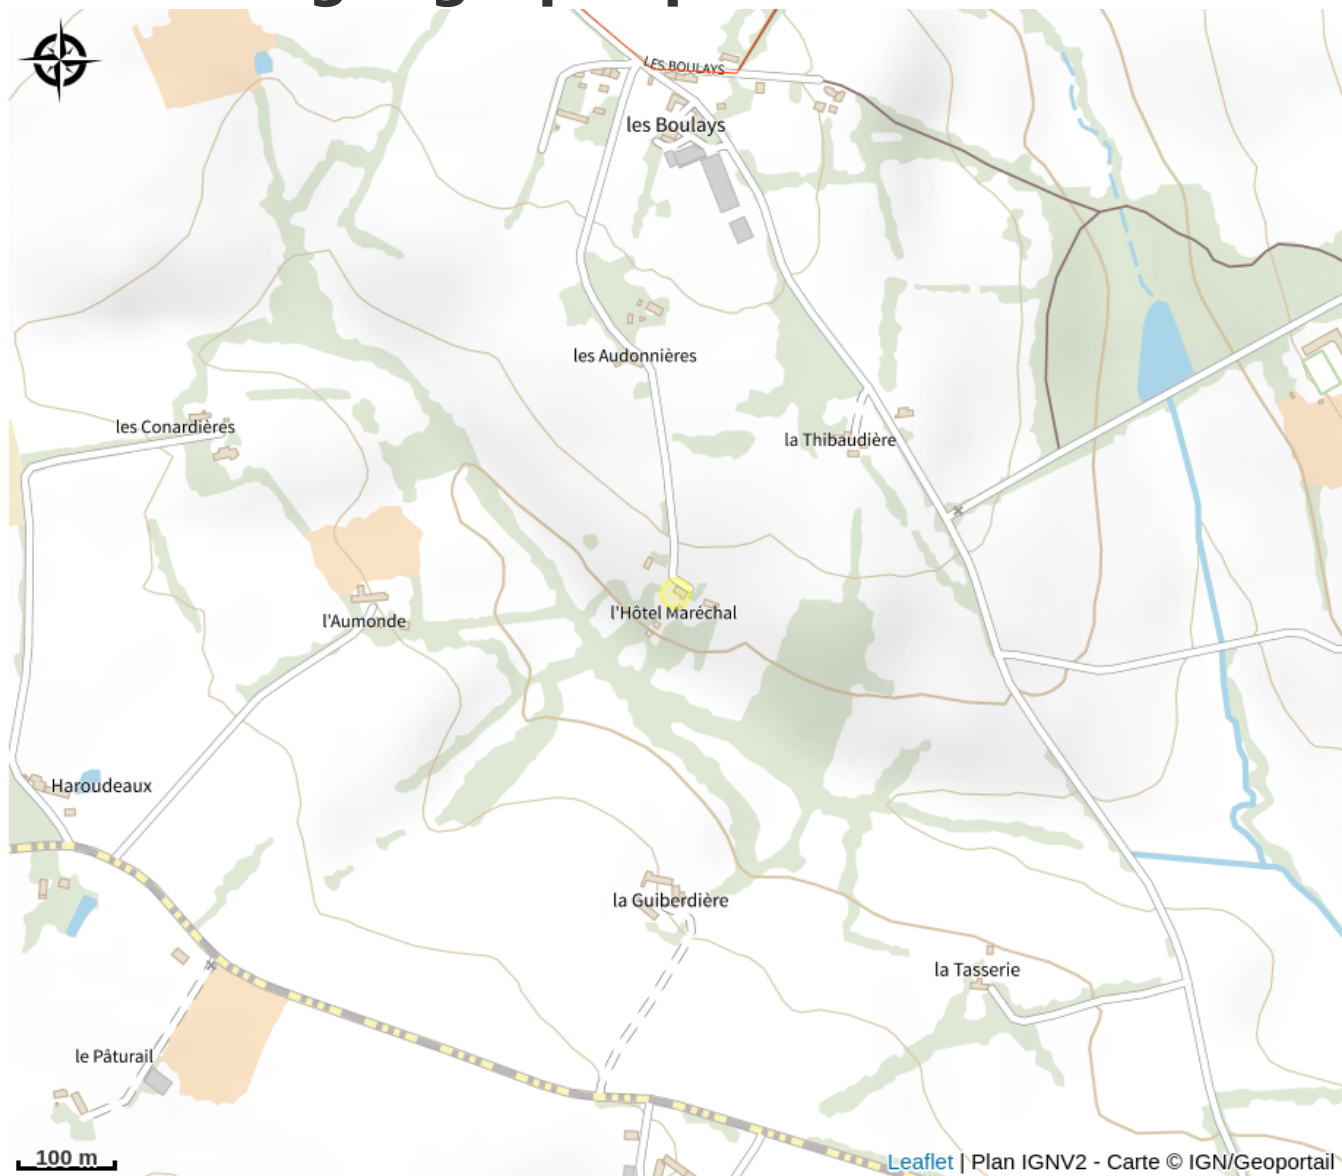 LES BOULAYS
les Boulays
les Audonnières
les Conardières
la Thibaudière
l'Hôtel Maréchal
l'Aumonde
Haroudeaux
la Guiberdière
la Tasserie
le Pâturail
100 m
Leaflet | Plan IGNV2 - Carte © IGN/Geoportail